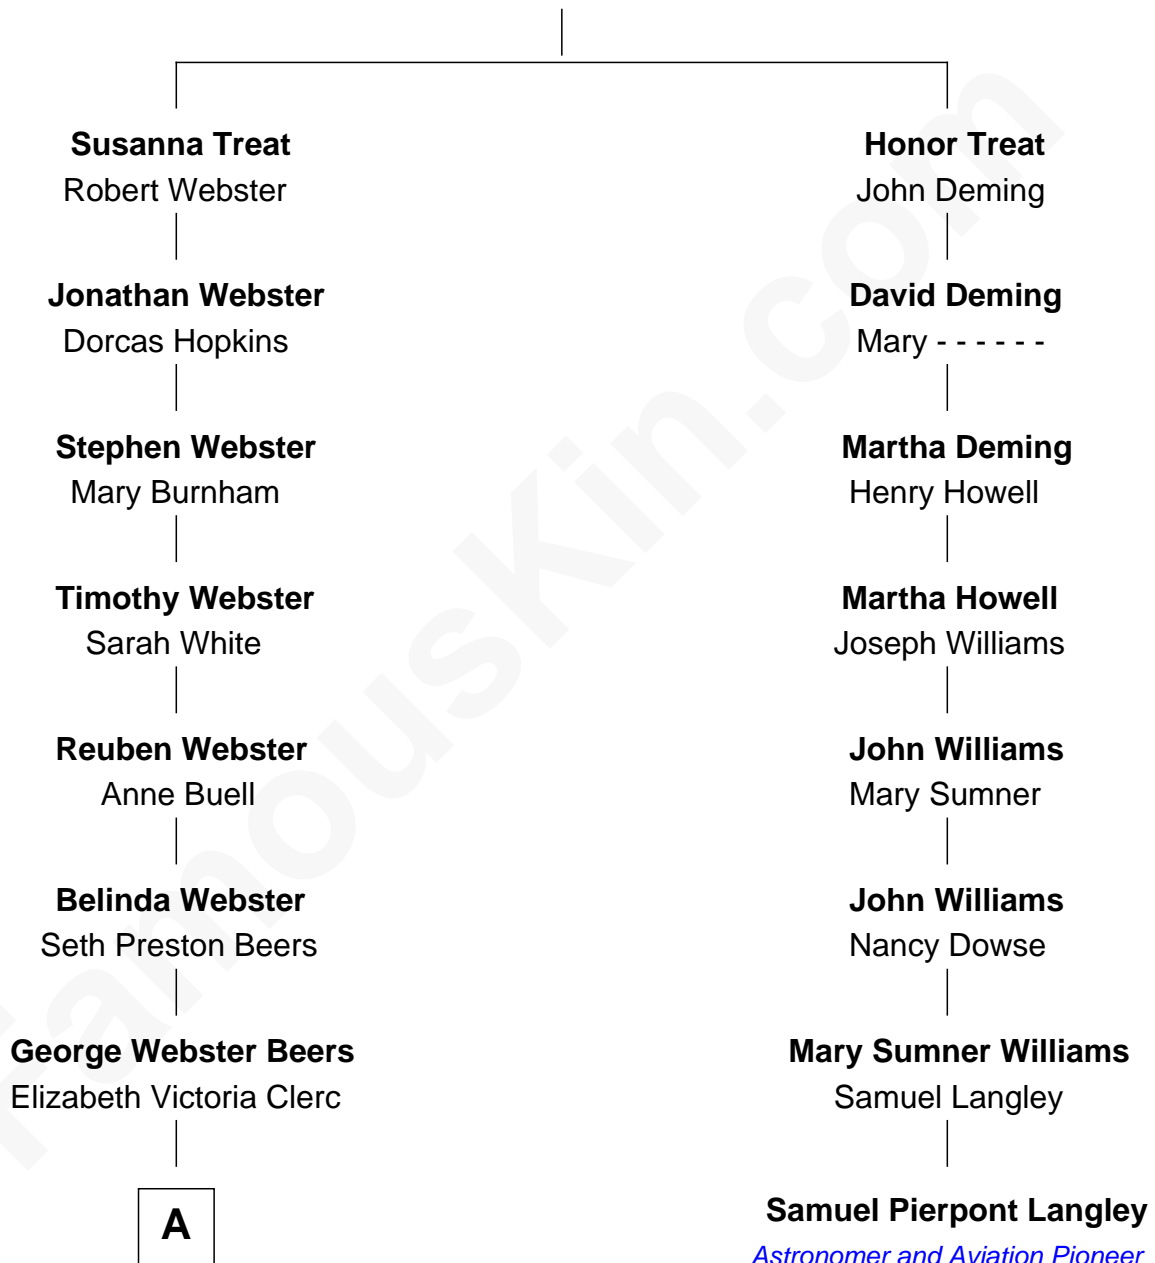 Susanna Treat
Robert Webster
Honor Treat
John Deming
Jonathan Webster
Dorcas Hopkins
David Deming
Mary - - - - - -
Stephen Webster
Mary Burnham
Martha Deming
Henry Howell
Timothy Webster
Sarah White
Martha Howell
Joseph Williams
Reuben Webster
Anne Buell
John Williams
Mary Sumner
Belinda Webster
Seth Preston Beers
John Williams
Nancy Dowse
George Webster Beers
Elizabeth Victoria Clerc
Mary Sumner Williams
Samuel Langley
A
Samuel Pierpont Langley
Astronomer and Aviation Pioneer
FamousKin.com